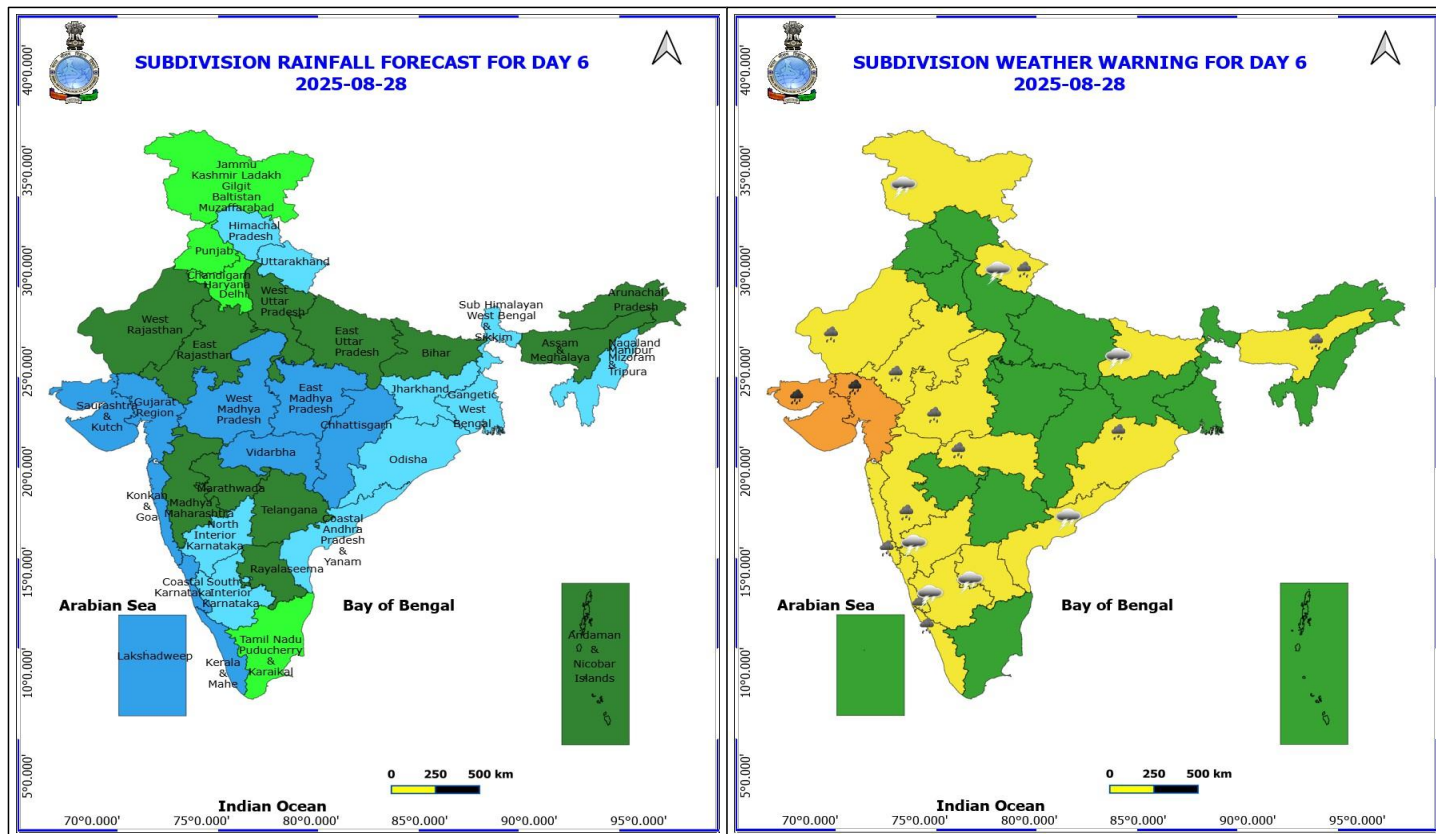 SUBDIVISION RAINFALL FORECAST FOR DAY 6
2025-08-28
40°0.000'
35°0.000'
30°0.000'
25°0.000'
20°0.000'
15°0.000'
10°0.000'
5°0.000'
Jammu
Kashmir Ladakh
Gilgit
Baltistan
Muzaffarabad
Himachal
Pradesh
Punjab
Uttarakhand
Chandigarh
Haryana
Delhi
West
Uttar
Pradesh
West
Rajasthan
East
Rajasthan
East
Uttar
Pradesh
Bihar
Sub Himalayan
West Bengal
&
Sikkim
Arunachal
Pradesh
Assam
&
Meghalaya
Nagaland
Manipur
Mizoram
&
Tripura
Saurashtra
&
Kutch
Gujarat
Region
West
Madhya
Pradesh
East
Madhya
Pradesh
Jharkhand
Gangetic
West
Bengal
Chhattisgarh
Vidarbha
Odisha
Konkan
&
Goa
Madhya
Maharashtra
Marathwada
Telangana
North
Interior
Karnataka
Coastal
Andhra
Pradesh
&
Yanam
Rayalaseema
Coastal
Karnataka
South
Interior
Karnataka
Arabian Sea
Bay of Bengal
Lakshadweep
Kerala
&
Mahe
Tamil Nadu
Puducherry
&
Karaikal
Andaman
&
Nicobar
Islands
0 250 500 km
Indian Ocean
70°0.000' 75°0.000' 80°0.000' 85°0.000' 90°0.000' 95°0.000'
SUBDIVISION WEATHER WARNING FOR DAY 6
2025-08-28
40°0.000'
35°0.000'
30°0.000'
25°0.000'
20°0.000'
15°0.000'
10°0.000'
5°0.000'
Arabian Sea
Bay of Bengal
0 250 500 km
Indian Ocean
70°0.000' 75°0.000' 80°0.000' 85°0.000' 90°0.000' 95°0.000'